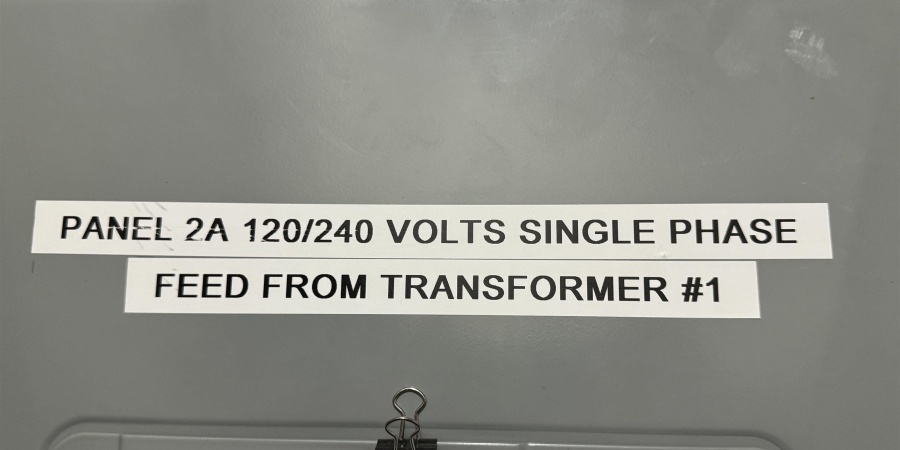 PANEL 2A 120/240 VOLTS SINGLE PHASE
FEED FROM TRANSFORMER #1